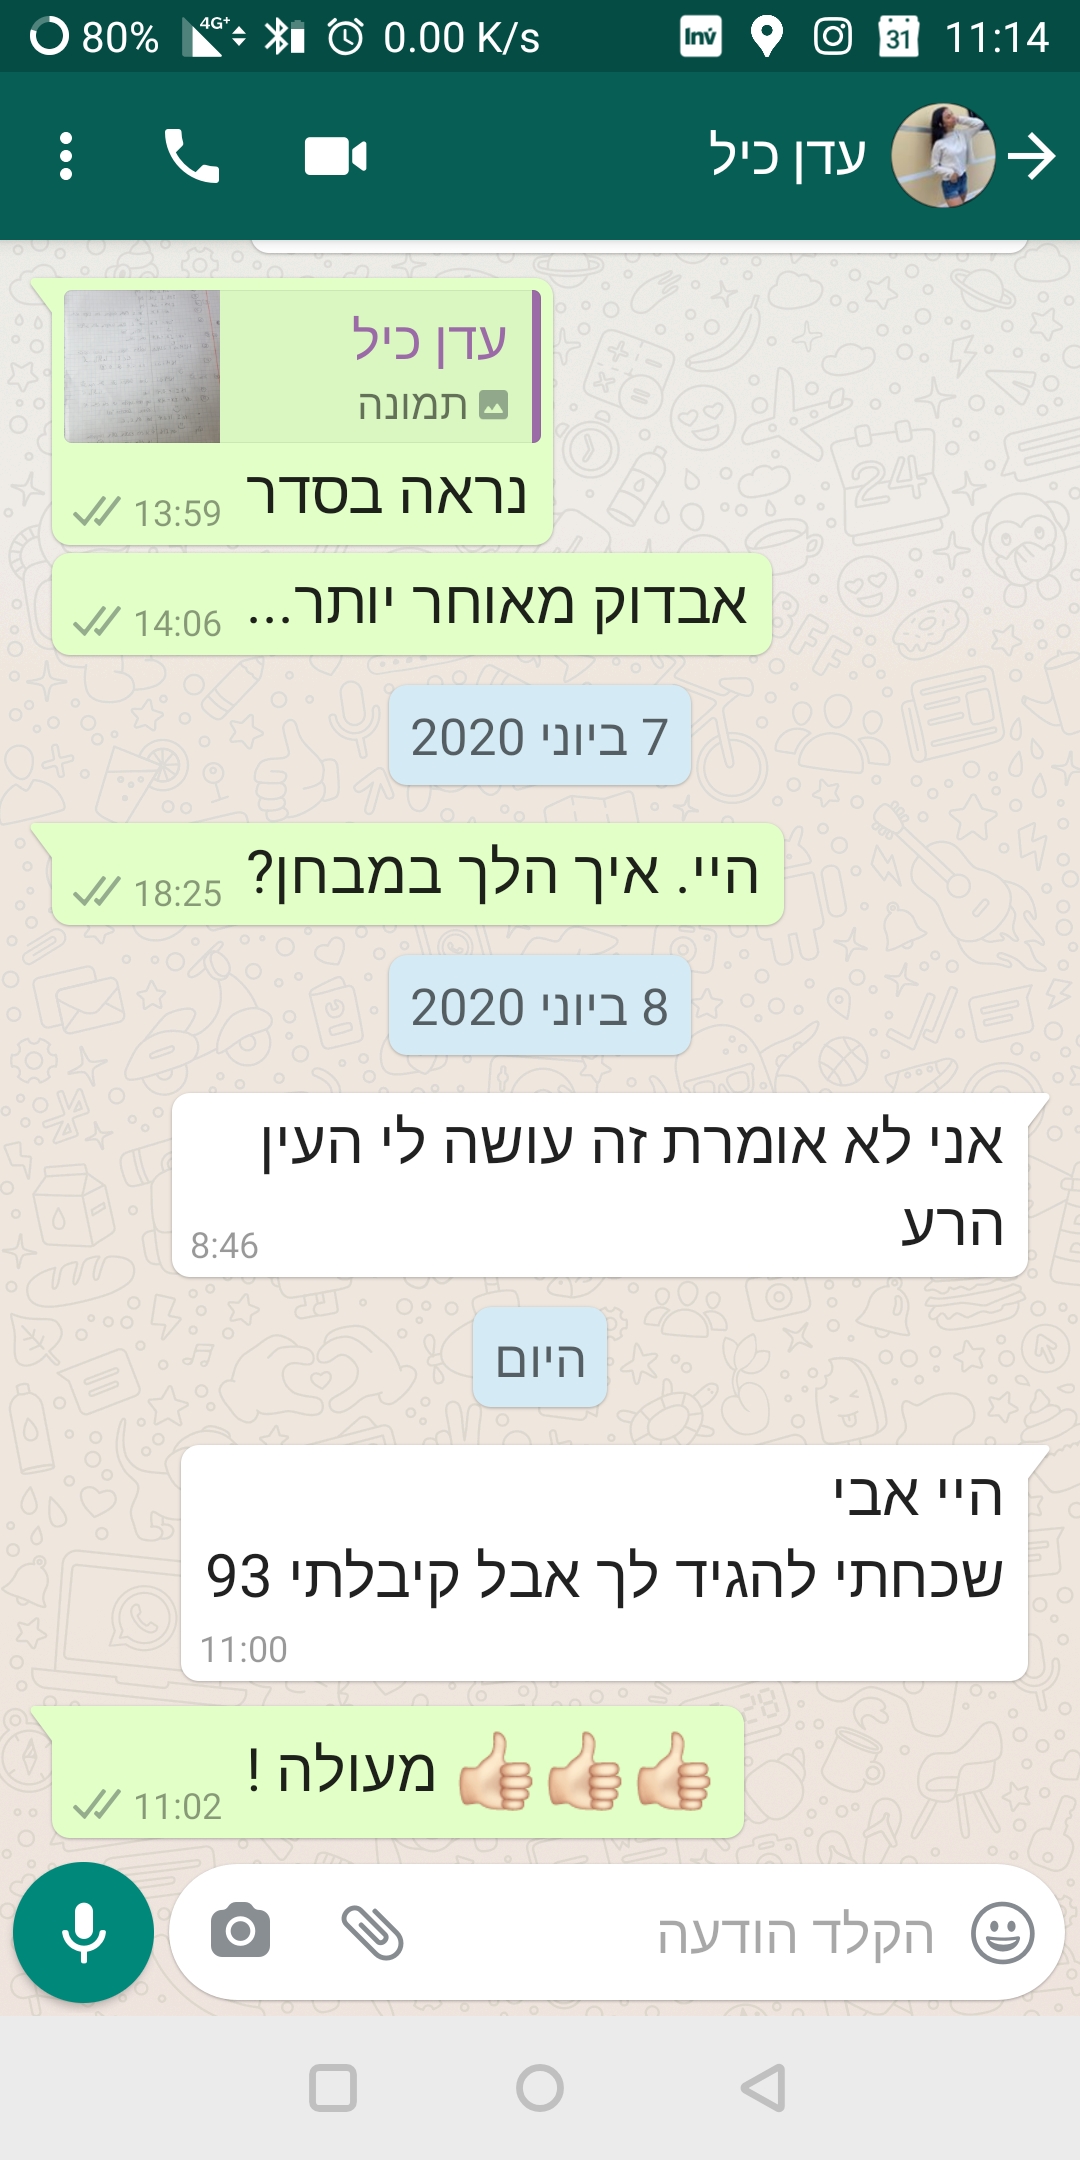 80% 4G+ 0.00 K/s Inv 31 11:14
עדן כיל
עדן כיל
תמונה
נראה בסדר 13:59
אבדוק מאוחר יותר... 14:06
7 ביוני 2020
היי. איך הלך במבחן? 18:25
8 ביוני 2020
אני לא אומרת זה עושה לי העין
הרע
8:46
היום
היי אבי
שכחתי להגיד לך אבל קיבלתי 93
11:00
👍🏻👍🏻👍🏻 מעולה ! 11:02
הקלד הודעה